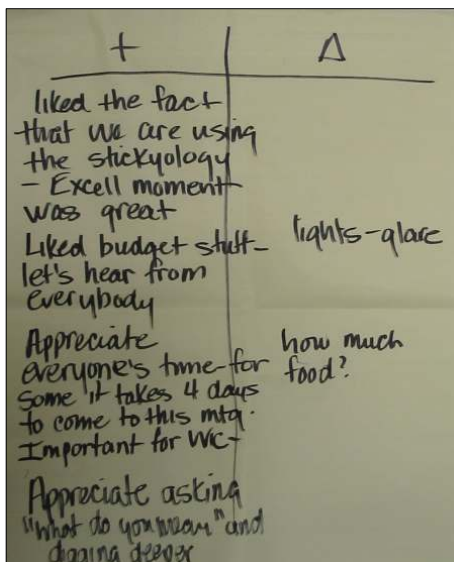 + Δ
liked the fact
that we are using
the stickyology
- Excell moment
was great
Liked budget stuff-
let's hear from
everybody
Appreciate
everyone's time-for
some it takes 4 days
to come to this mtg.
Important for WC-
Appreciate asking
"what do you mean" and
digging deeper
lights-glare
how much
food?